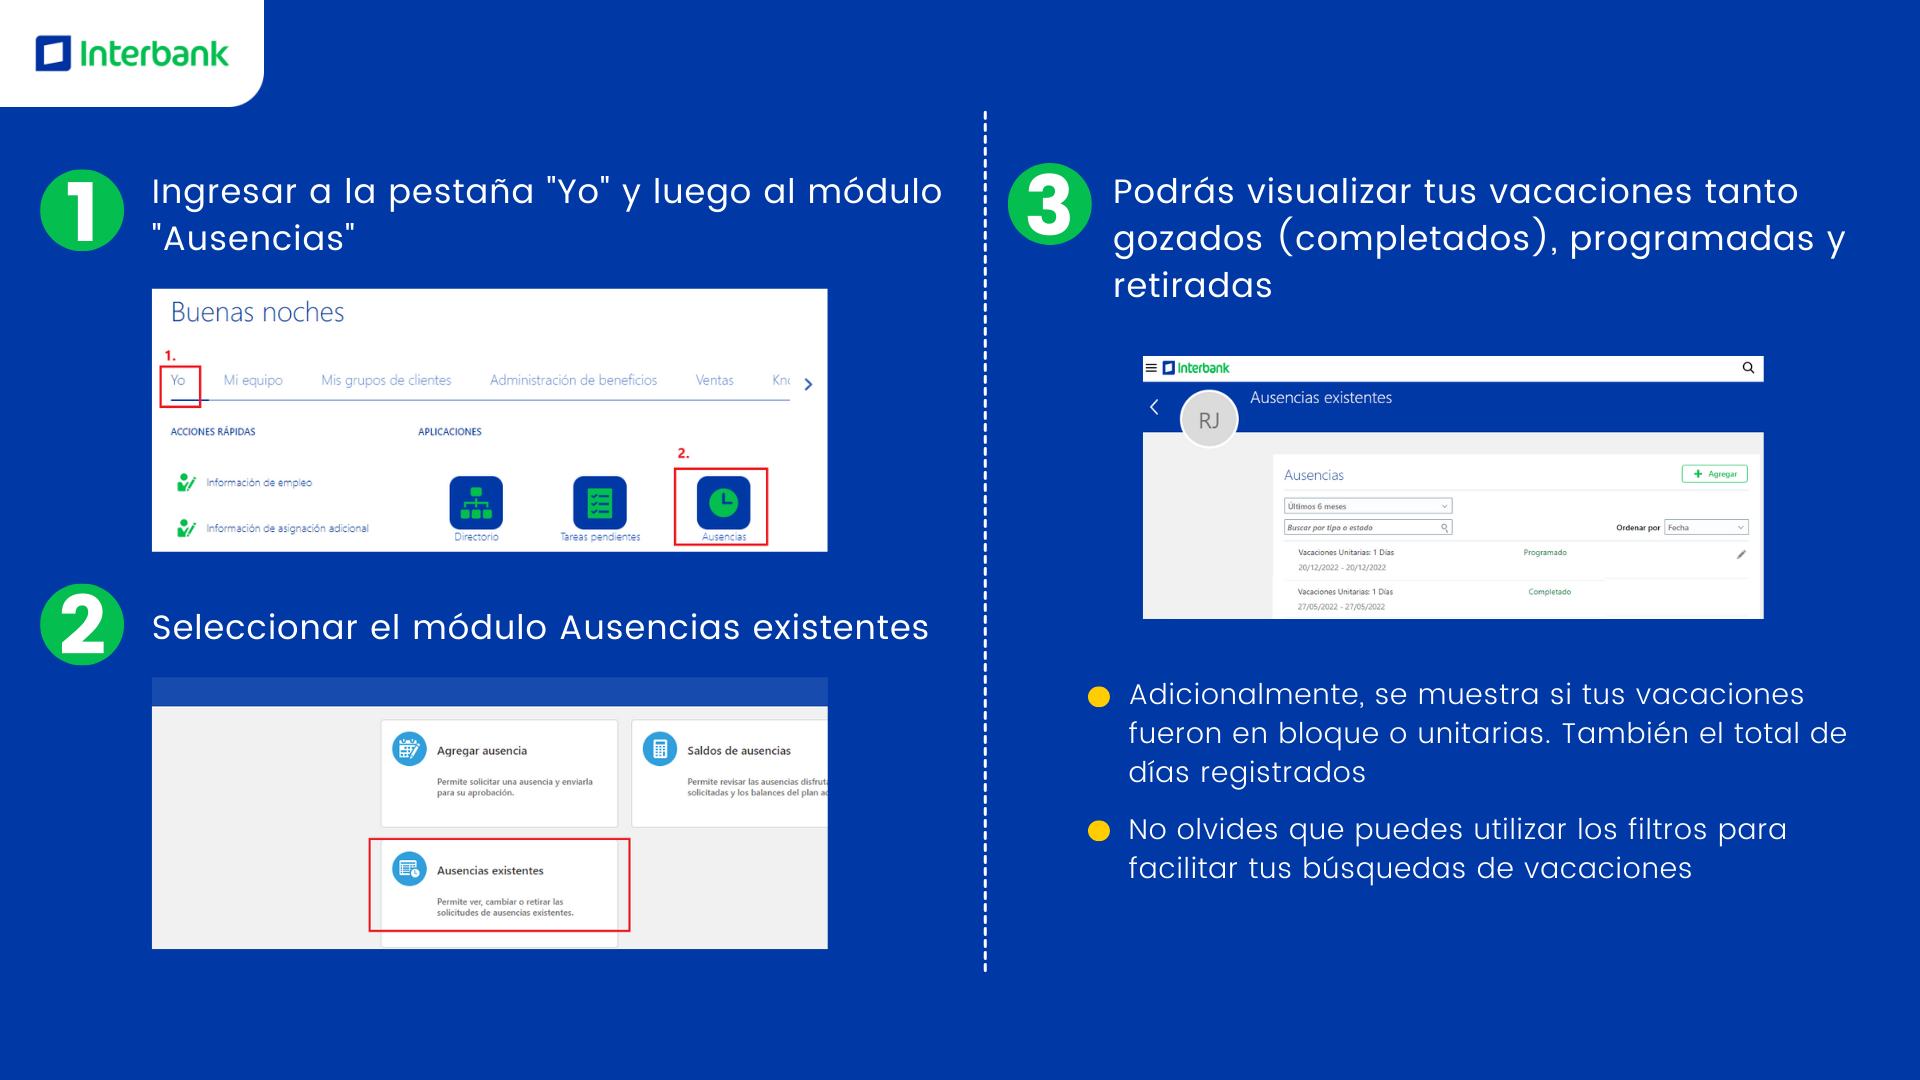 Interbank
1
Ingresar a la pestaña "Yo" y luego al módulo
"Ausencias"
Buenas noches
1.
Yo
Mi equipo
Mis grupos de clientes
Administración de beneficios
Ventas
ACCIONES RÁPIDAS
APLICACIONES
2.
Información de empleo
Información de asignación adicional
Directorio
Tareas pendientes
Ausencias
2
Seleccionar el módulo Ausencias existentes
Agregar ausencia
Permite solicitar una ausencia y enviarla
para su aprobación.
Saldos de ausencias
Permite revisar las ausencias
solicitadas y los balances del plan
Ausencias existentes
Permite ver, cambiar o retirar las
solicitudes de ausencias existentes.
3
Podrás visualizar tus vacaciones tanto
gozados (completados), programadas y
retiradas
Interbank
Ausencias existentes
RJ
Ausencias
+ Agregar
Últimos 6 meses
Buscar por tipo o estado
Ordenar por Fecha
Vacaciones Unitarias: 1 Días
Programado
20/12/2022 - 20/12/2022
Vacaciones Unitarias: 1 Días
Completado
27/05/2022 - 27/05/2022
Adicionalmente, se muestra si tus vacaciones
fueron en bloque o unitarias. También el total de
días registrados
No olvides que puedes utilizar los filtros para
facilitar tus búsquedas de vacaciones